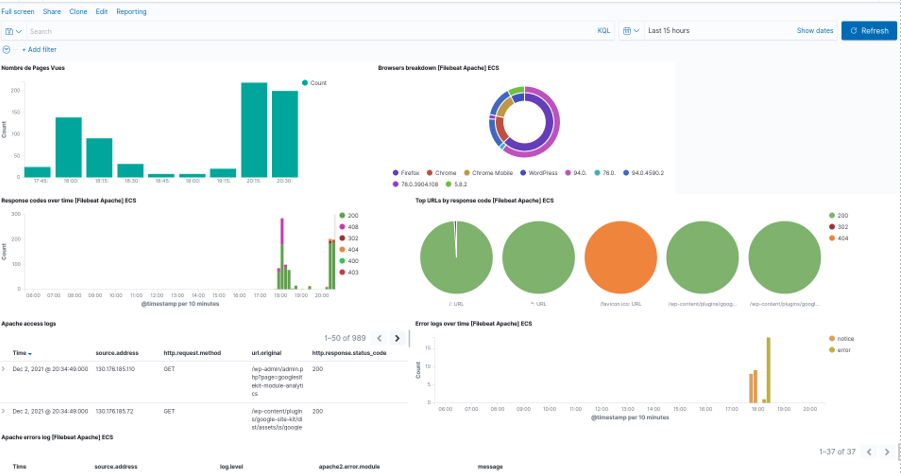 Full screen Share Clone Edit Reporting
Search KQL Last 15 hours Show dates Refresh
+ Add filter
Nombre de Pages Vues
Count
200
150
100
50
0
17:45 18:00 18:15 18:30 18:45 19:00 19:15 20:15 20:30
Count
Browsers breakdown [Filebeat Apache] ECS
Firefox Chrome Chrome Mobile WordPress 94.0. 76.0. 94.0.4590.2
78.0.3904.108 5.8.2
Response codes over time [Filebeat Apache] ECS
Count
300
200
100
0
06:00 07:00 08:00 09:00 10:00 11:00 12:00 13:00 14:00 15:00 16:00 17:00 18:00 19:00 20:00
@timestamp per 10 minutes
200
408
302
404
400
403
Top URLs by response code [Filebeat Apache] ECS
/: URL
*: URL
/favicon.ico: URL
/wp-content/plugins/goog...
/wp-content/plugins/googl...
200
302
404
Apache access logs
1–50 of 989
Time source.address http.request.method url.original http.response.status_code
Dec 2, 2021 @ 20:34:49.000 130.176.185.110 GET /wp-admin/admin.p 200
hp?page=googlesit
ekit-module-analyti
cs
Dec 2, 2021 @ 20:34:49.000 130.176.185.72 GET /wp-content/plugin 200
s/google-site-kit/di
st/assets/js/google
Error logs over time [Filebeat Apache] ECS
Count
15
10
5
0
06:00 07:00 08:00 09:00 10:00 11:00 12:00 13:00 14:00 15:00 16:00 17:00 18:00 19:00 20:00
@timestamp per 10 minutes
notice
error
Apache errors log [Filebeat Apache] ECS
1–37 of 37
Time source.address log.level apache2.error.module message